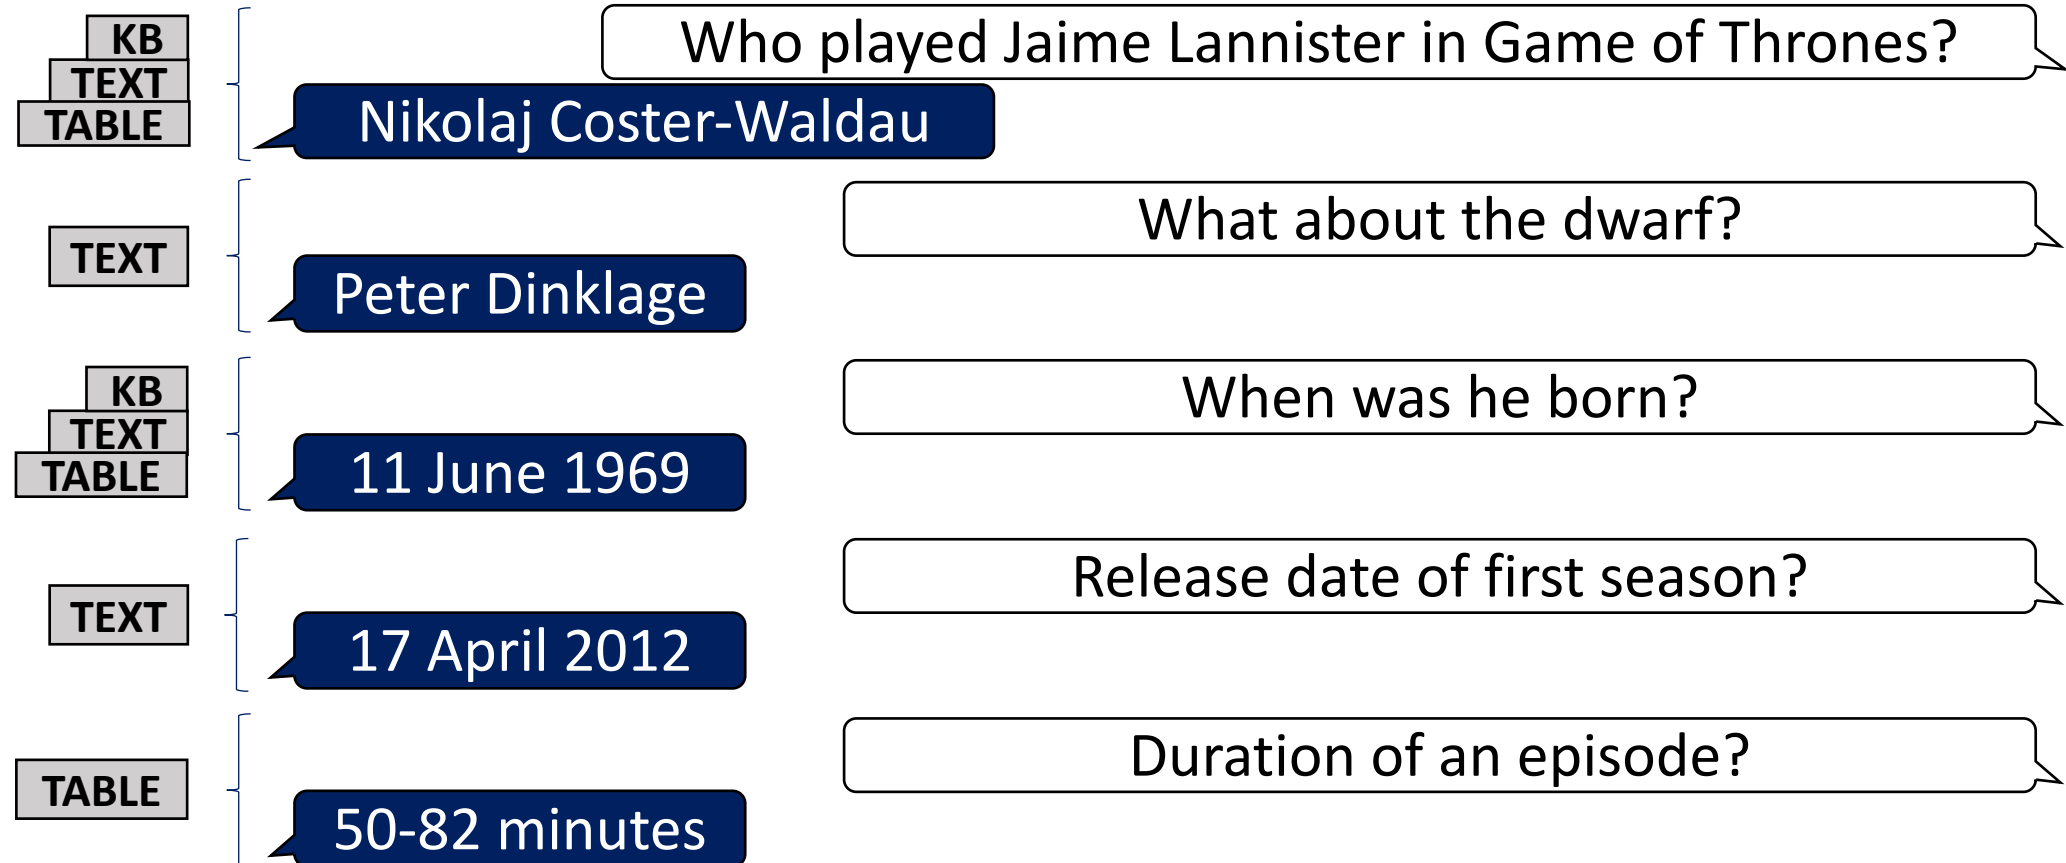 KB
TEXT
TABLE
Who played Jaime Lannister in Game of Thrones?
Nikolaj Coster-Waldau
TEXT
What about the dwarf?
Peter Dinklage
KB
TEXT
TABLE
When was he born?
11 June 1969
TEXT
Release date of first season?
17 April 2012
TABLE
Duration of an episode?
50-82 minutes